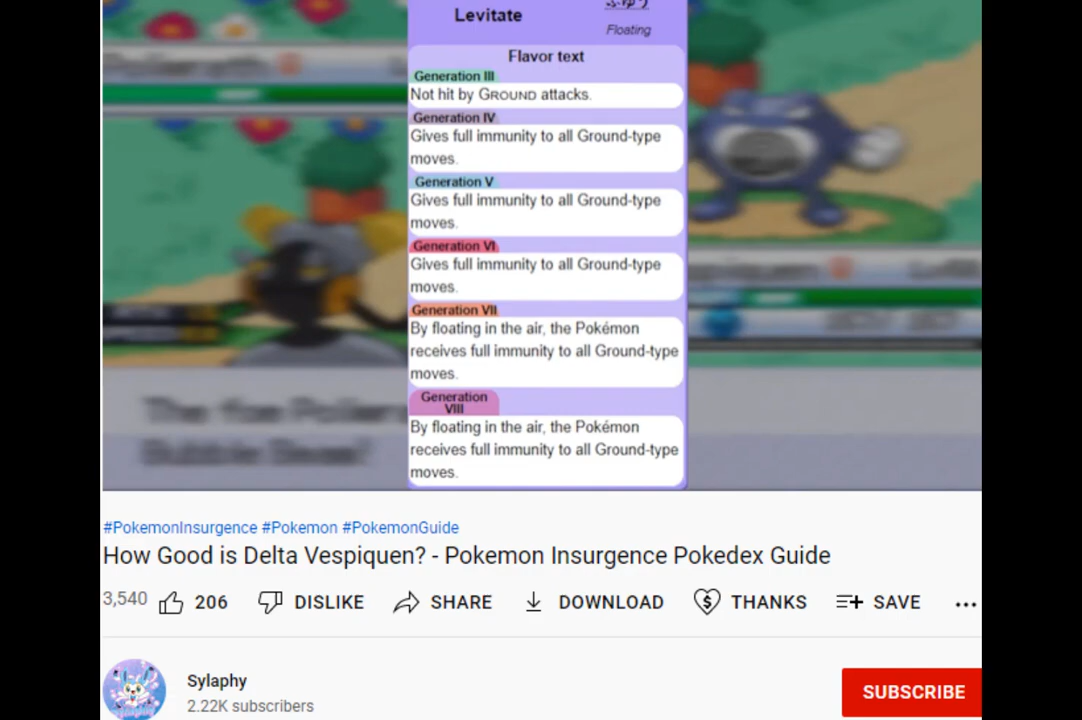 Levitate
ふゆう
Floating
Flavor text
Generation III
Not hit by GROUND attacks.
Generation IV
Gives full immunity to all Ground-type
moves.
Generation V
Gives full immunity to all Ground-type
moves.
Generation VI
Gives full immunity to all Ground-type
moves.
Generation VII
By floating in the air, the Pokémon
receives full immunity to all Ground-type
moves.
Generation
VIII
By floating in the air, the Pokémon
receives full immunity to all Ground-type
moves.
The foe
#PokemonInsurgence #Pokemon #PokemonGuide
How Good is Delta Vespiquen? - Pokemon Insurgence Pokedex Guide
3,540 206 DISLIKE SHARE DOWNLOAD THANKS SAVE ...
Sylaphy
2.22K subscribers
SUBSCRIBE